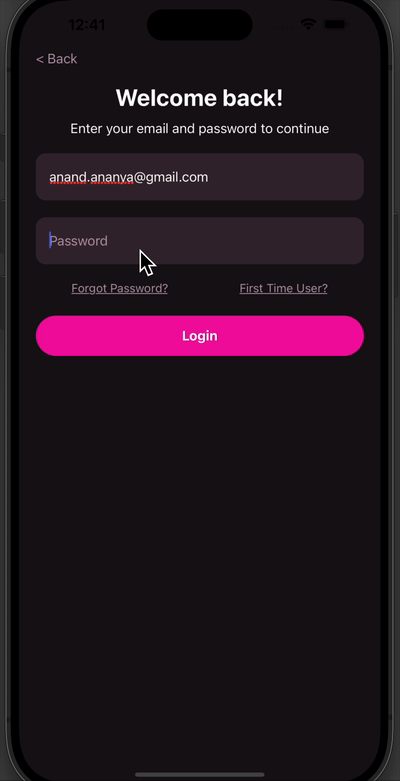 12:41
< Back
Welcome back!
Enter your email and password to continue
anand.ananya@gmail.com
Password
Forgot Password? First Time User?
Login